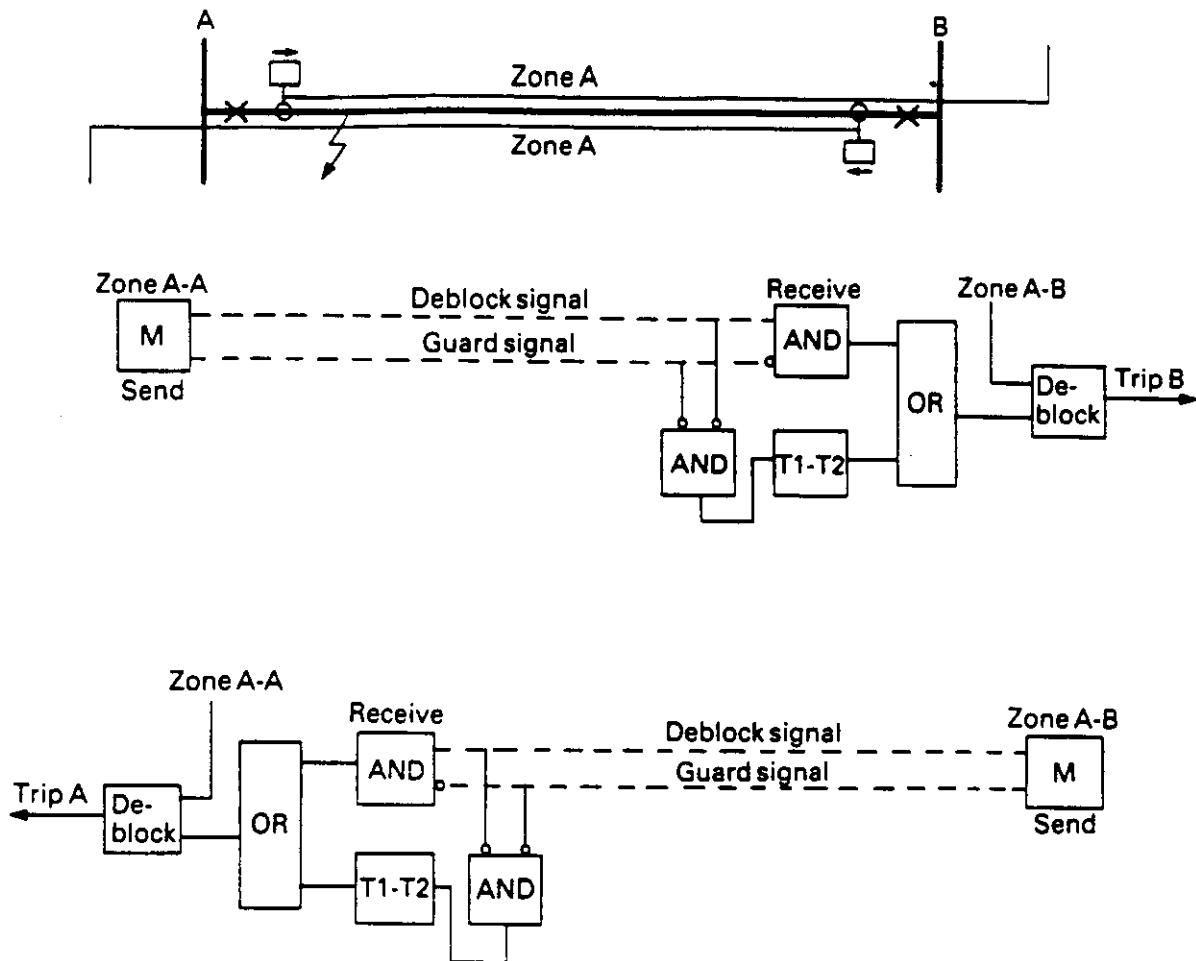 A
B
Zone A
Zone A
Zone A-A
Deblock signal
Receive
Zone A-B
M
Guard signal
AND
Send
OR
De-
block
Trip B
AND
T1-T2
Zone A-A
Receive
Deblock signal
Zone A-B
Trip A
De-
block
OR
AND
Guard signal
M
Send
T1-T2
AND